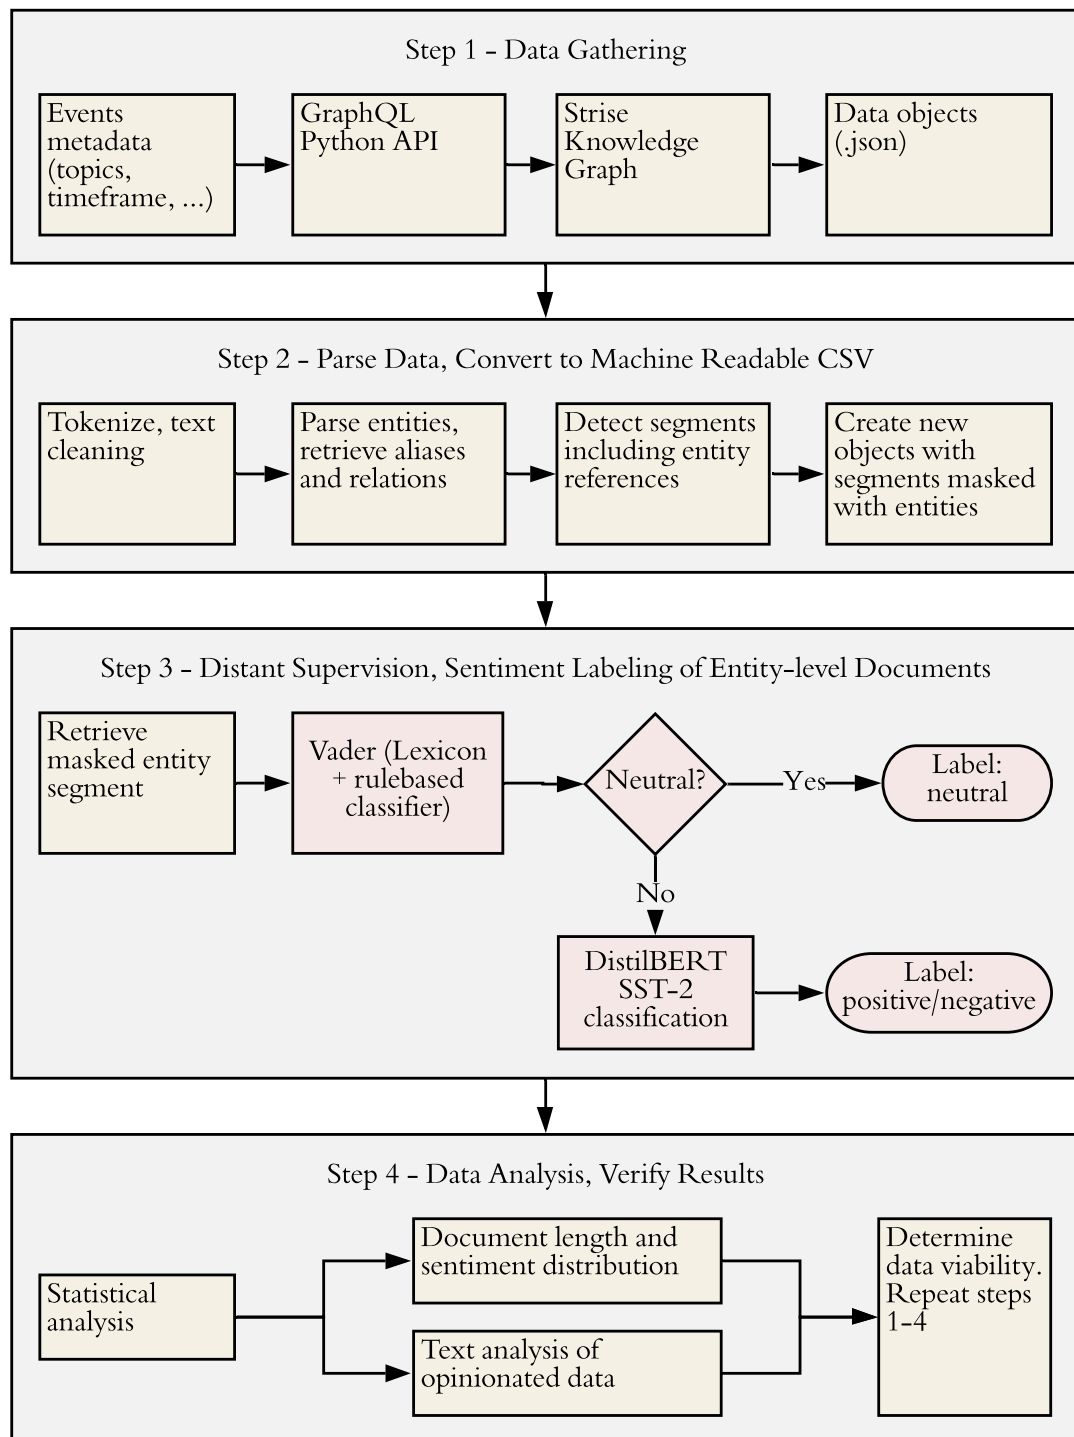 Step 1 - Data Gathering
Events
metadata
(topics,
timeframe, ...)
GraphQL
Python API
Strise
Knowledge
Graph
Data objects
(.json)
Step 2 - Parse Data, Convert to Machine Readable CSV
Tokenize, text
cleaning
Parse entities,
retrieve aliases
and relations
Detect segments
including entity
references
Create new
objects with
segments masked
with entities
Step 3 - Distant Supervision, Sentiment Labeling of Entity-level Documents
Retrieve
masked entity
segment
Vader (Lexicon
+ rulebased
classifier)
Neutral?
Yes
Label:
neutral
No
DistilBERT
SST-2
classification
Label:
positive/negative
Step 4 - Data Analysis, Verify Results
Statistical
analysis
Document length and
sentiment distribution
Text analysis of
opinionated data
Determine
data viability.
Repeat steps
1-4